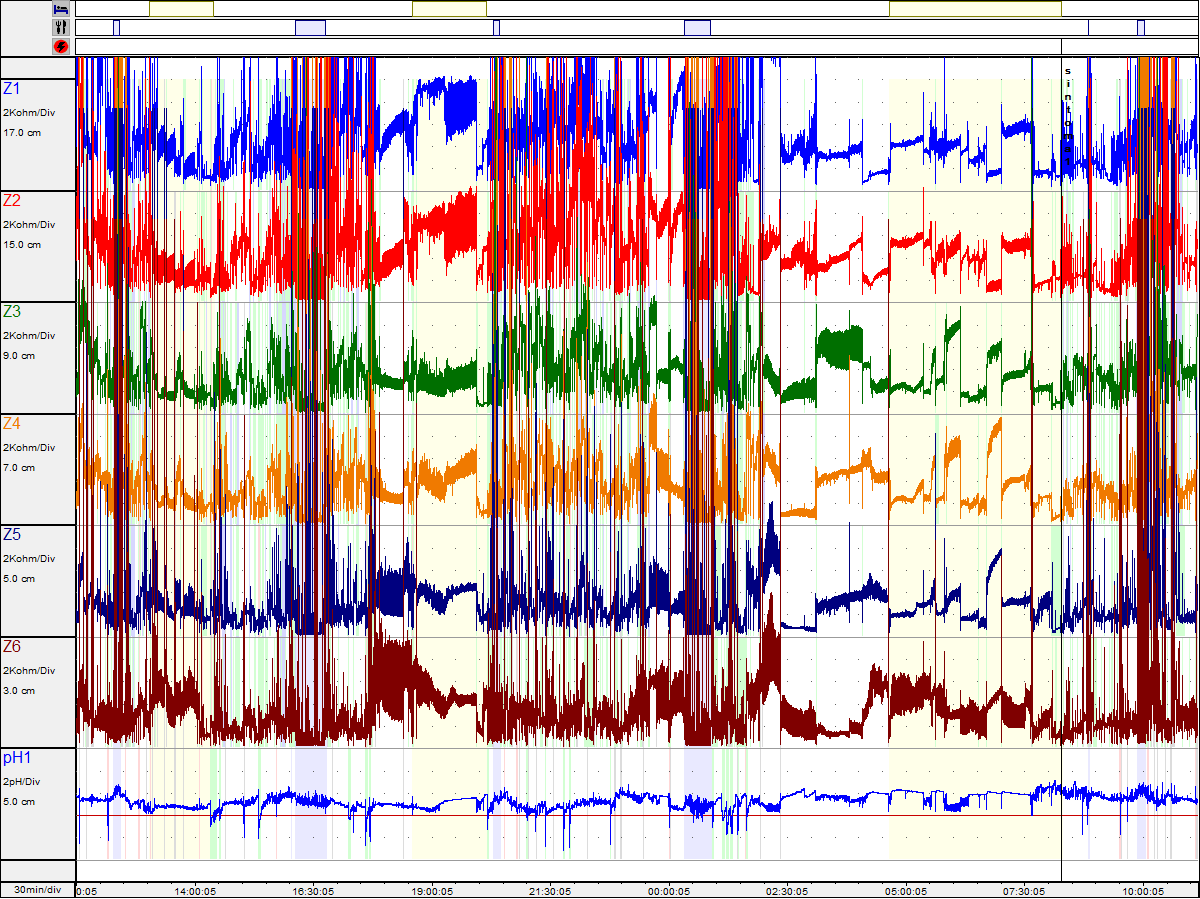 Z1
2Kohm/Div
17.0 cm
Z2
2Kohm/Div
15.0 cm
Z3
2Kohm/Div
9.0 cm
Z4
2Kohm/Div
7.0 cm
Z5
2Kohm/Div
5.0 cm
Z6
2Kohm/Div
3.0 cm
pH1
2pH/Div
5.0 cm
30min/div
0:05
14:00:05
16:30:05
19:00:05
21:30:05
00:00:05
02:30:05
05:00:05
07:30:05
10:00:05